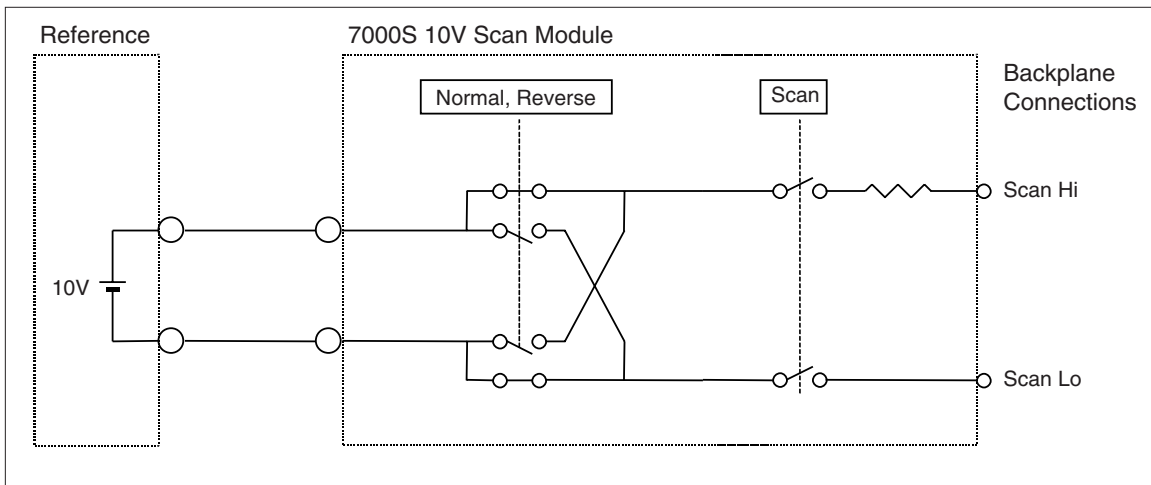 Reference
7000S 10V Scan Module
Backplane
Connections
Normal, Reverse
Scan
Scan Hi
10V
Scan Lo